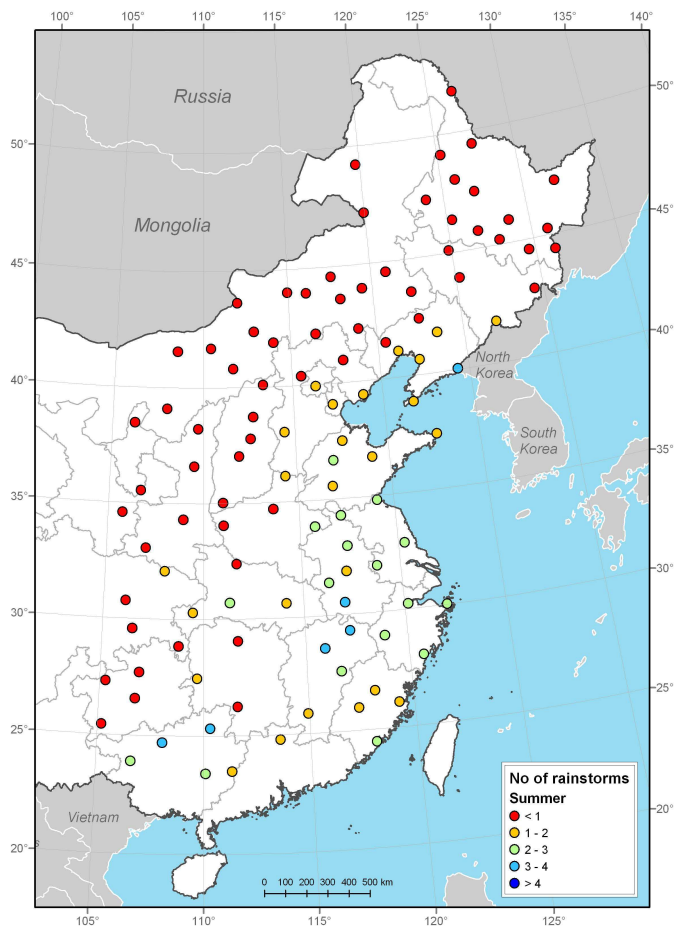 100° 105° 110° 115° 120° 125° 130° 135° 140°
Russia
50°
50°
Mongolia
45°
45°
40°
North
Korea
40°
South
Korea
35°
35°
30°
30°
25°
25°
No of rainstorms
Summer
< 1
1 - 2
2 - 3
3 - 4
> 4
Vietnam
20°
s
20°
0 100 200 300 400 500 km
105° 110° 115° 120° 125°